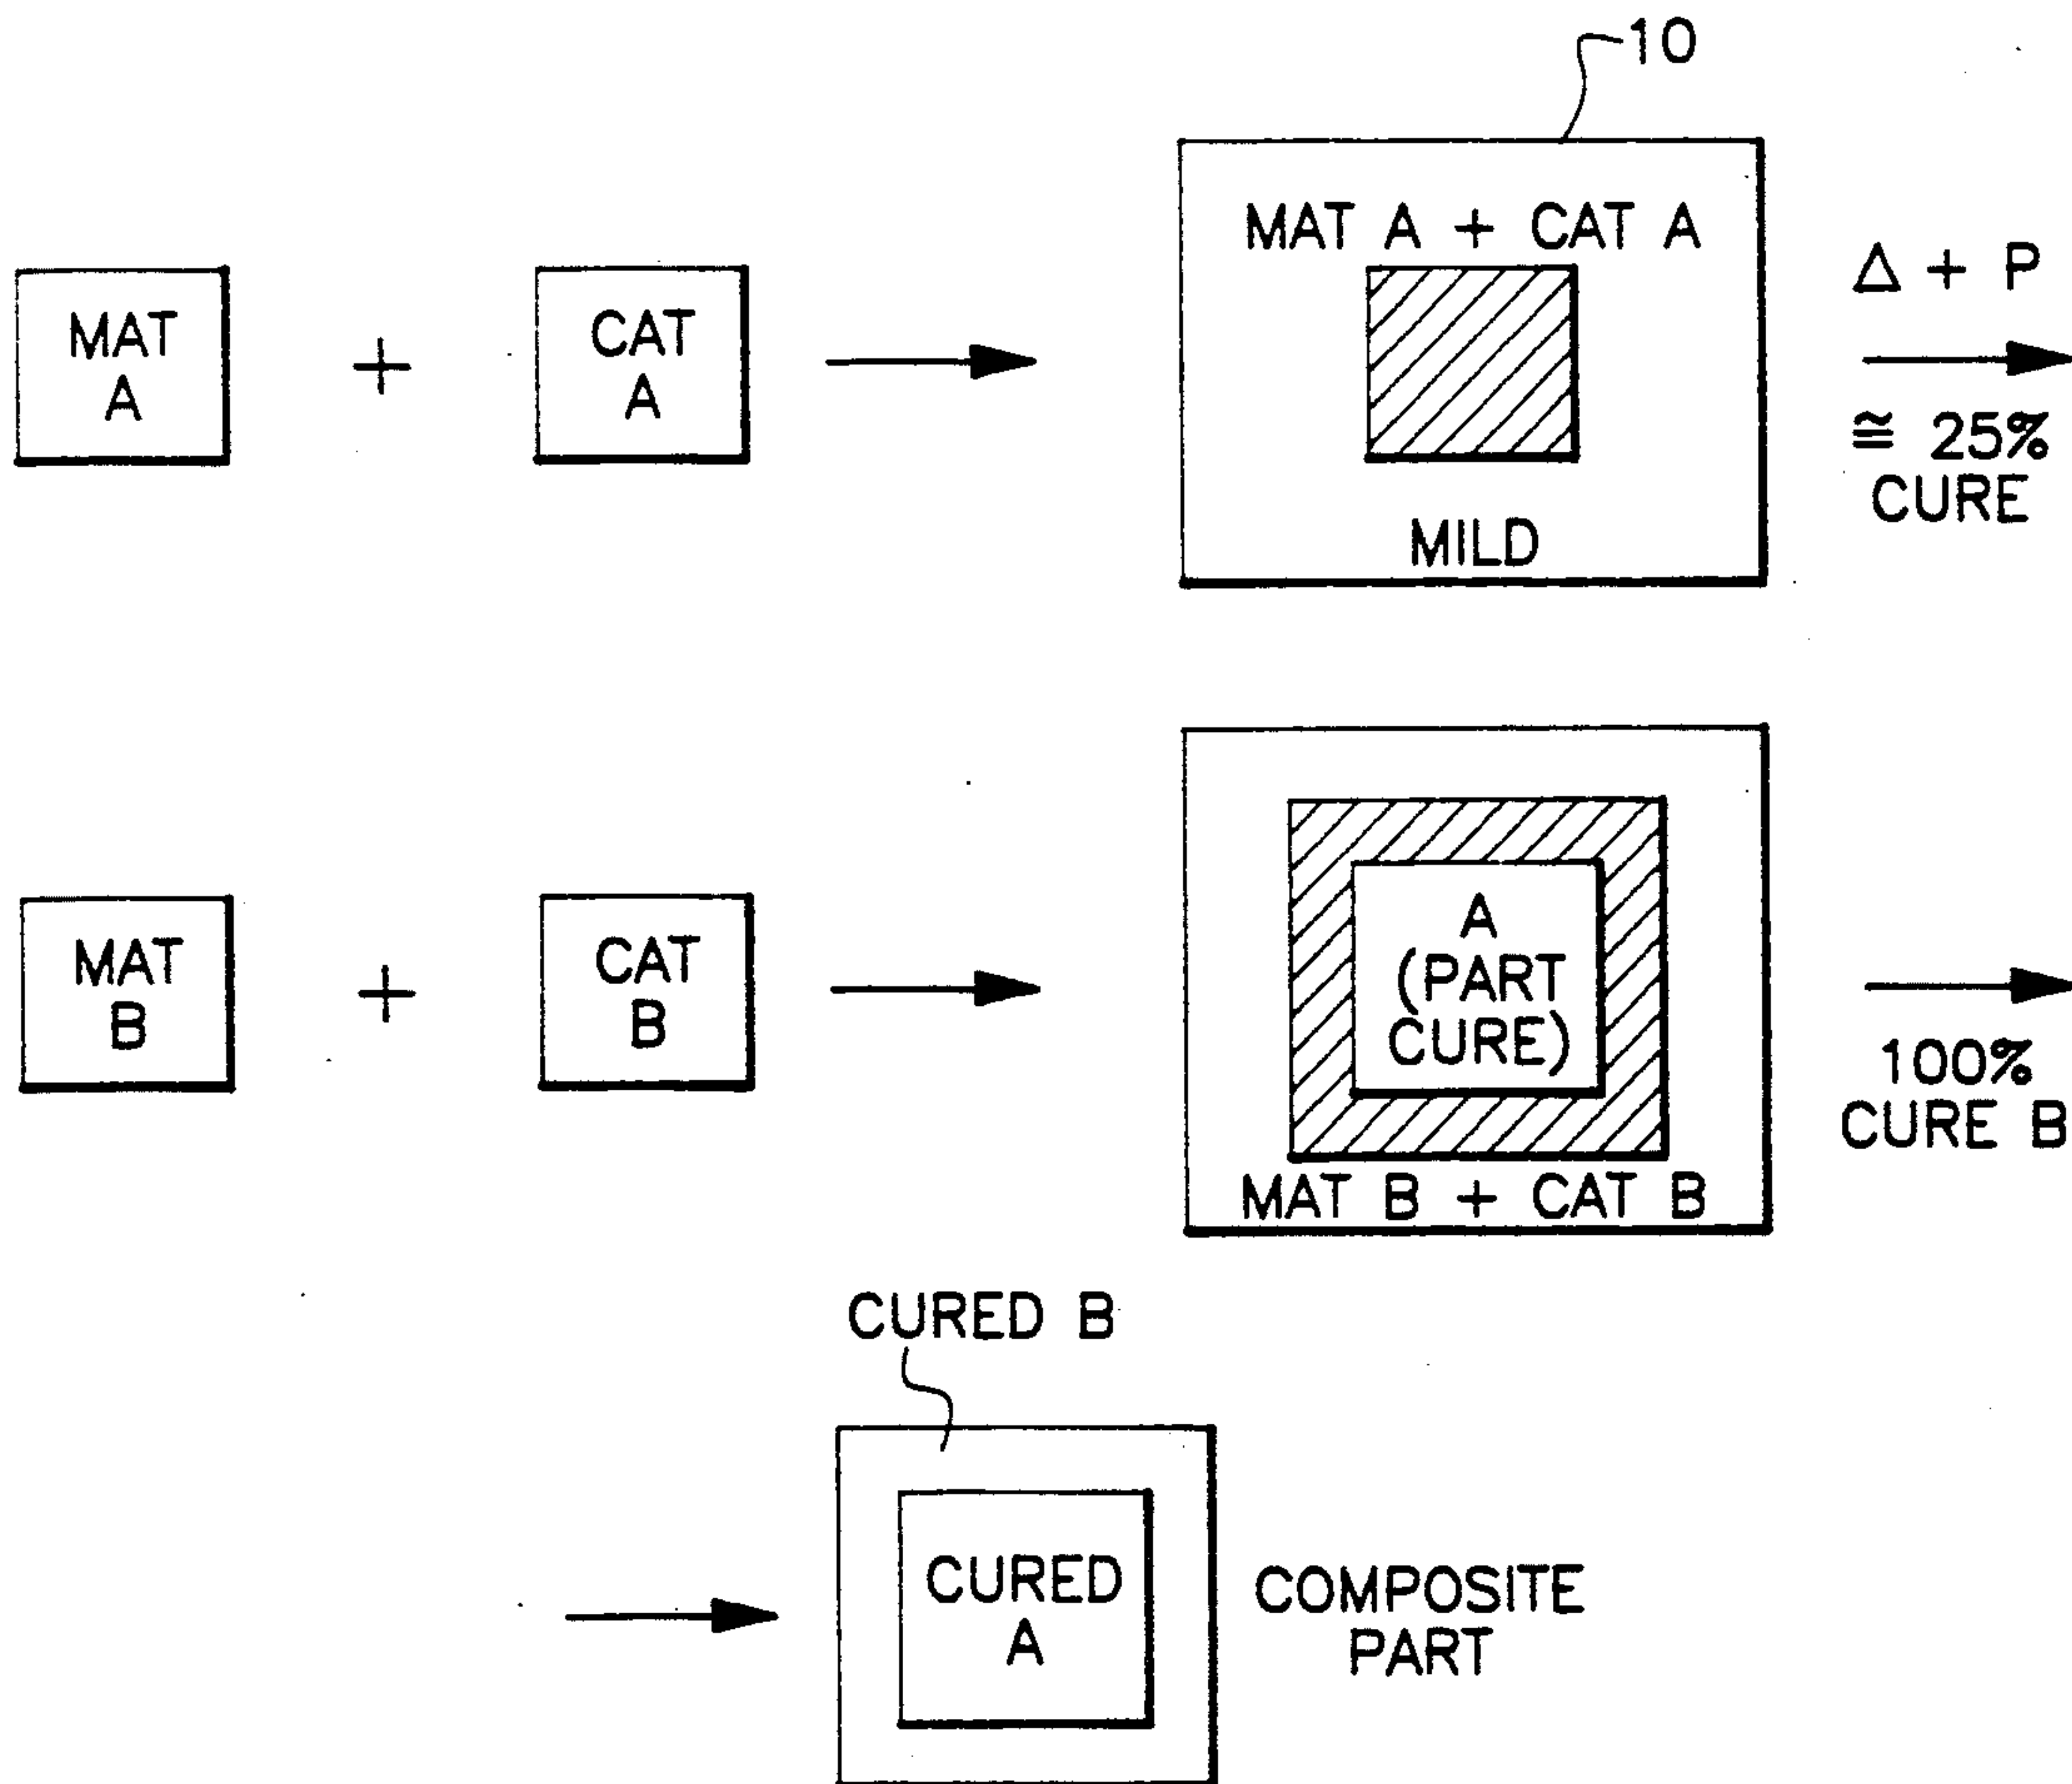 10
MAT A + CAT A
MILD
MAT
A
+
CAT
A
Δ + P
≅ 25%
CURE
MAT
B
+
CAT
B
A
(PART
CURE)
MAT B + CAT B
100%
CURE B
CURED B
CURED
A
COMPOSITE
PART